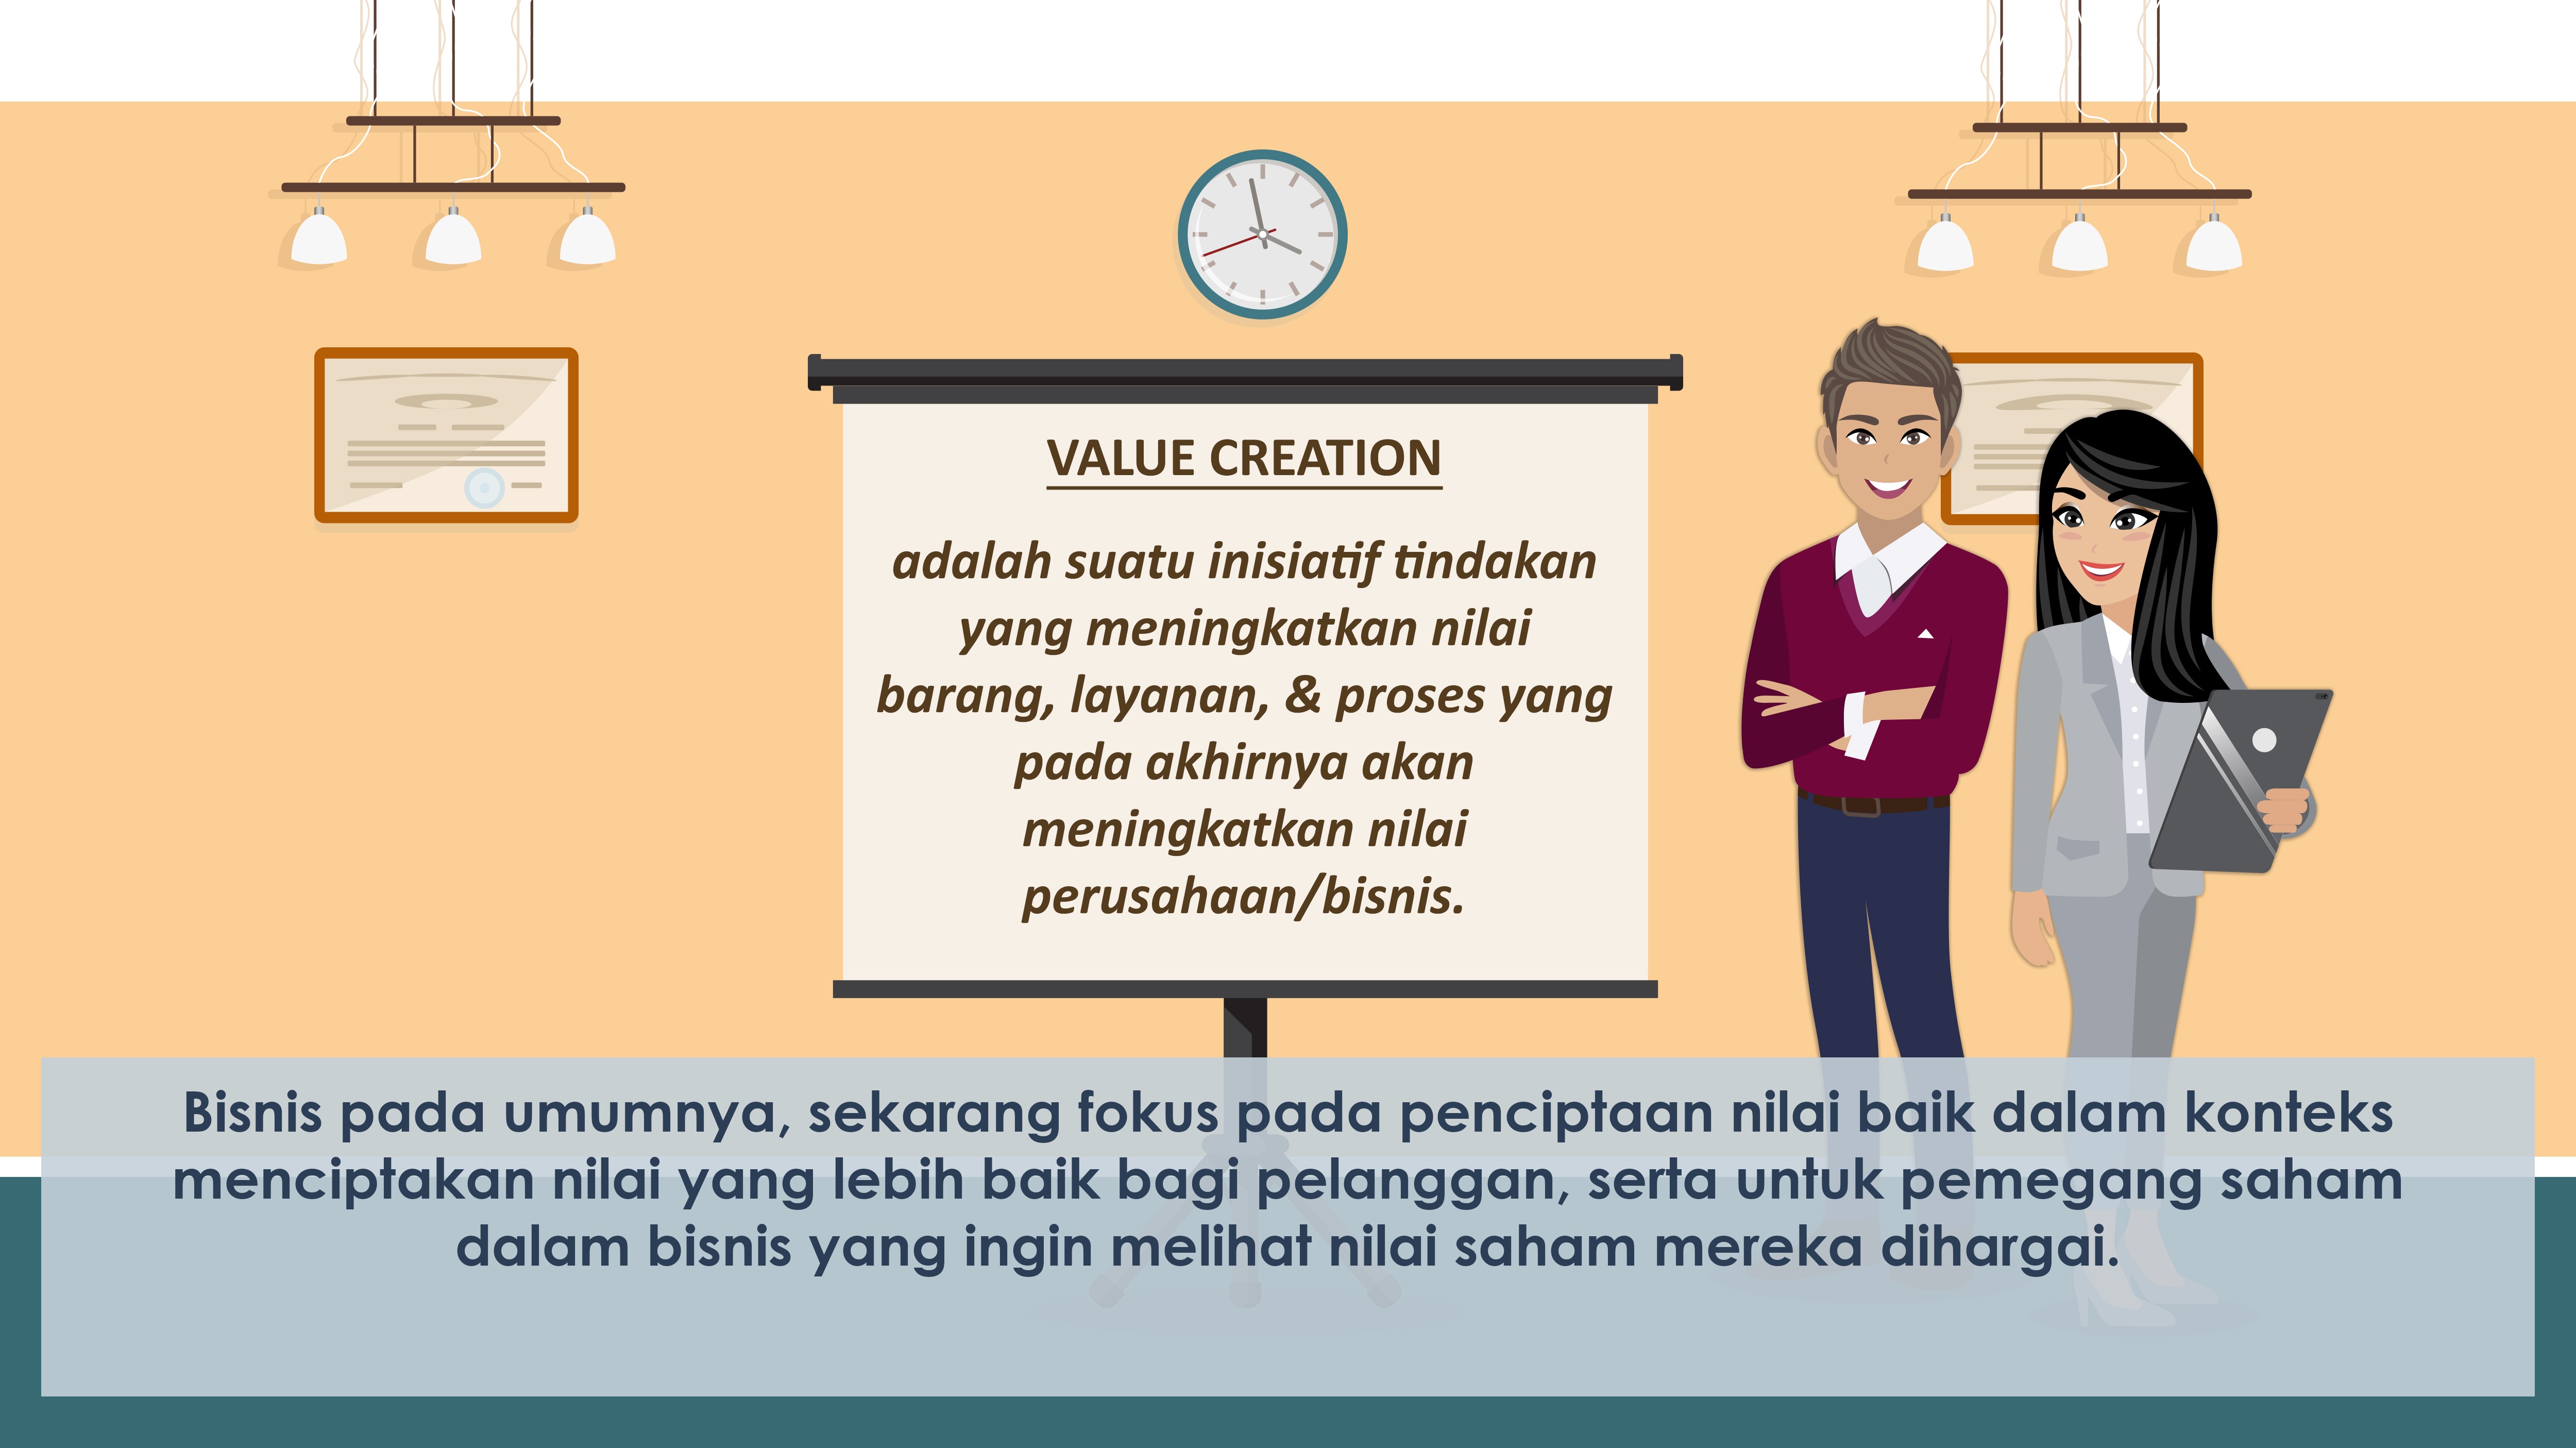 VALUE CREATION
adalah suatu inisiatif tindakan
yang meningkatkan nilai
barang, layanan, & proses yang
pada akhirnya akan
meningkatkan nilai
perusahaan/bisnis.
Bisnis pada umumnya, sekarang fokus pada penciptaan nilai baik dalam konteks
menciptakan nilai yang lebih baik bagi pelanggan, serta untuk pemegang saham
dalam bisnis yang ingin melihat nilai saham mereka dihargai.